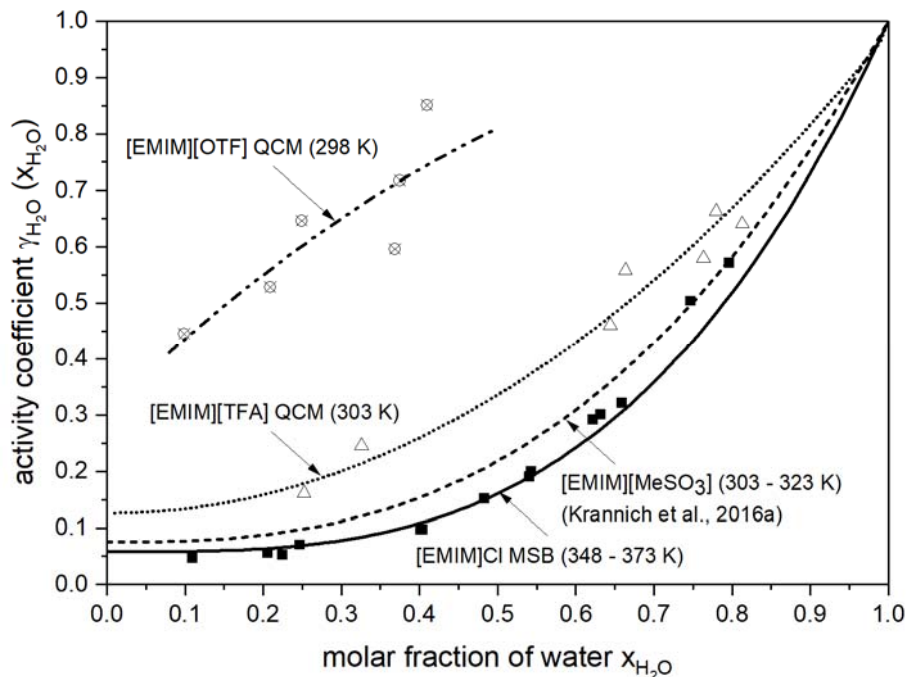 activity coefficient γH₂O (xH₂O)
1.0
0.9
0.8
0.7
0.6
0.5
0.4
0.3
0.2
0.1
0.0
[EMIM][OTF] QCM (298 K)
[EMIM][TFA] QCM (303 K)
[EMIM][MeSO₃] (303 - 323 K)
(Krannich et al., 2016a)
[EMIM]Cl MSB (348 - 373 K)
0.0 0.1 0.2 0.3 0.4 0.5 0.6 0.7 0.8 0.9 1.0
molar fraction of water xH₂O